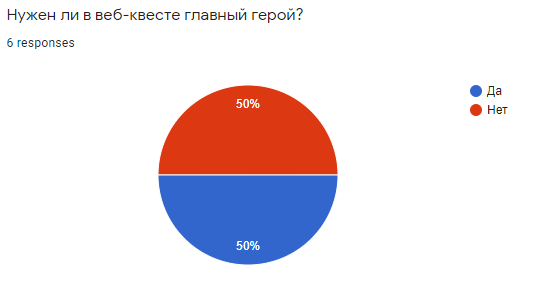 Нужен ли в веб-квесте главный герой?
6 responses
50%
Да
Нет
50%